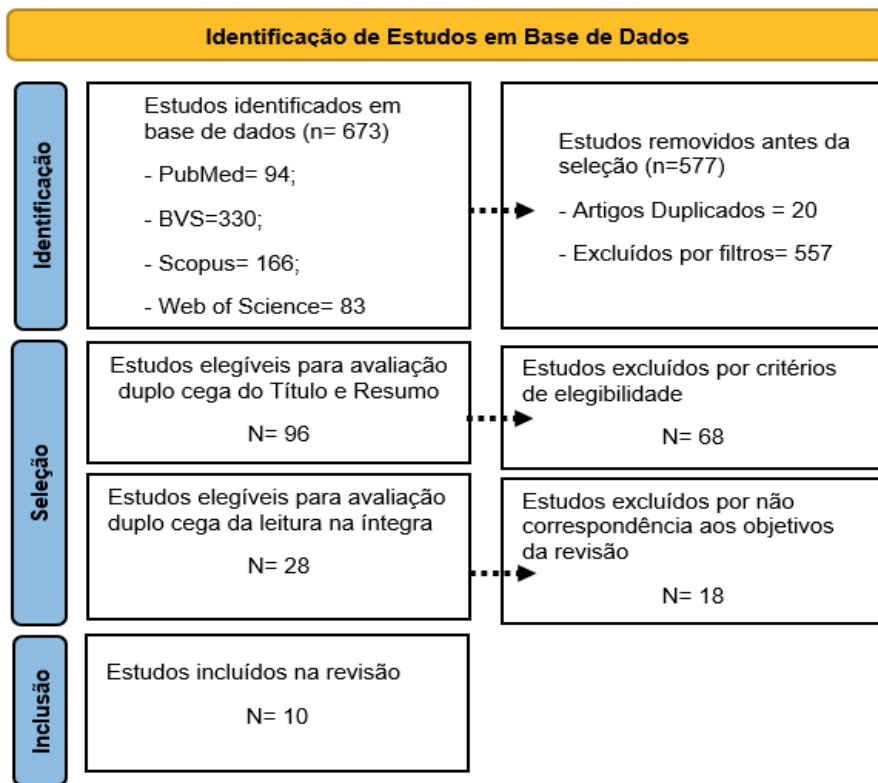 Identificação de Estudos em Base de Dados
Identificação
Estudos identificados em
base de dados (n= 673)
- PubMed= 94;
- BVS=330;
- Scopus= 166;
- Web of Science= 83
Estudos removidos antes da
seleção (n=577)
- Artigos Duplicados = 20
- Excluídos por filtros= 557
Seleção
Estudos elegíveis para avaliação
duplo cega do Título e Resumo
N= 96
Estudos excluídos por critérios
de elegibilidade
N= 68
Estudos elegíveis para avaliação
duplo cega da leitura na íntegra
N= 28
Estudos excluídos por não
correspondência aos objetivos
da revisão
N= 18
Inclusão
Estudos incluídos na revisão
N= 10